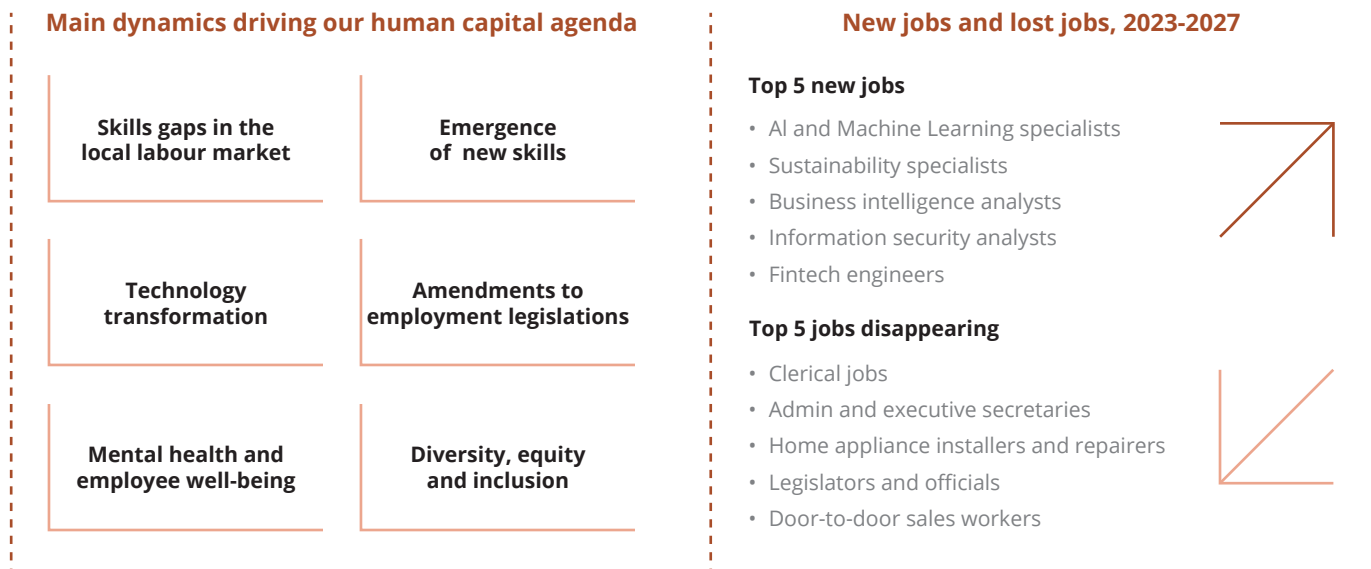 Main dynamics driving our human capital agenda
Skills gaps in the
local labour market
Emergence
of new skills
Technology
transformation
Amendments to
employment legislations
Mental health and
employee well-being
Diversity, equity
and inclusion
New jobs and lost jobs, 2023-2027
Top 5 new jobs
• AI and Machine Learning specialists
• Sustainability specialists
• Business intelligence analysts
• Information security analysts
• Fintech engineers
Top 5 jobs disappearing
• Clerical jobs
• Admin and executive secretaries
• Home appliance installers and repairers
• Legislators and officials
• Door-to-door sales workers